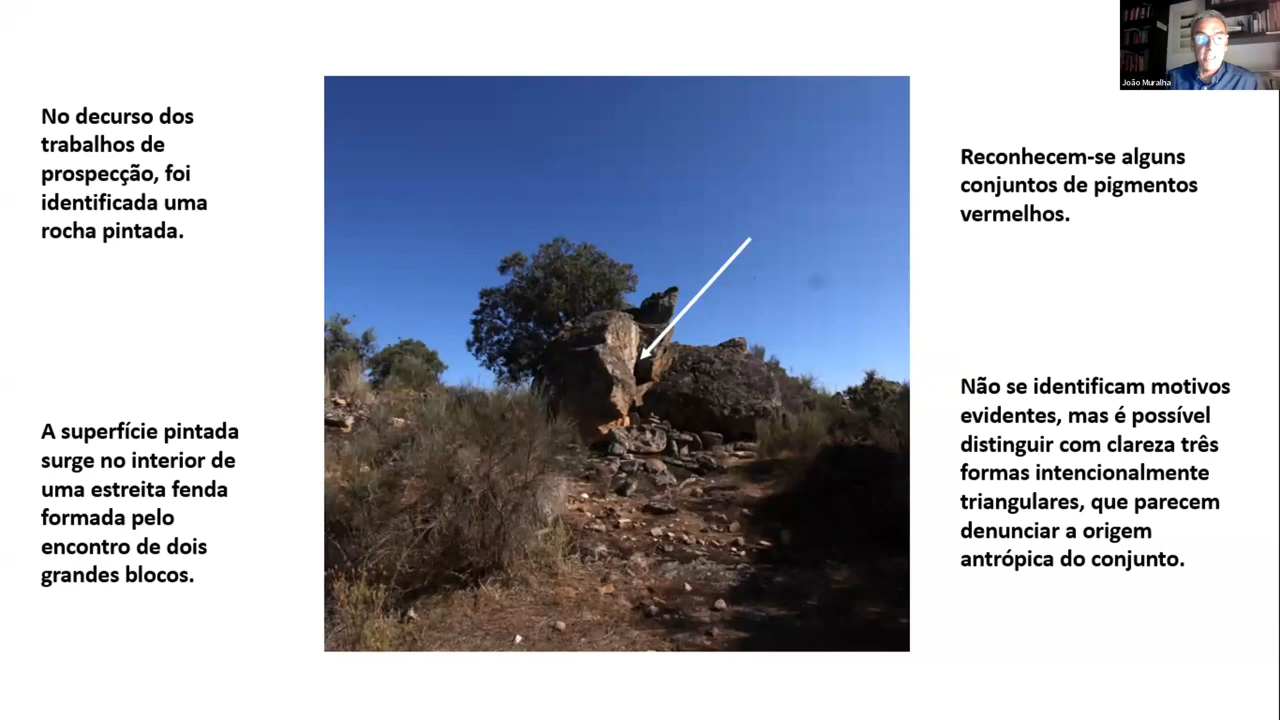 No decurso dos
trabalhos de
prospecção, foi
identificada uma
rocha pintada.
A superfície pintada
surge no interior de
uma estreita fenda
formada pelo
encontro de dois
grandes blocos.
João Muralha
Reconhecem-se alguns
conjuntos de pigmentos
vermelhos.
Não se identificam motivos
evidentes, mas é possível
distinguir com clareza três
formas intencionalmente
triangulares, que parecem
denunciar a origem
antrópica do conjunto.